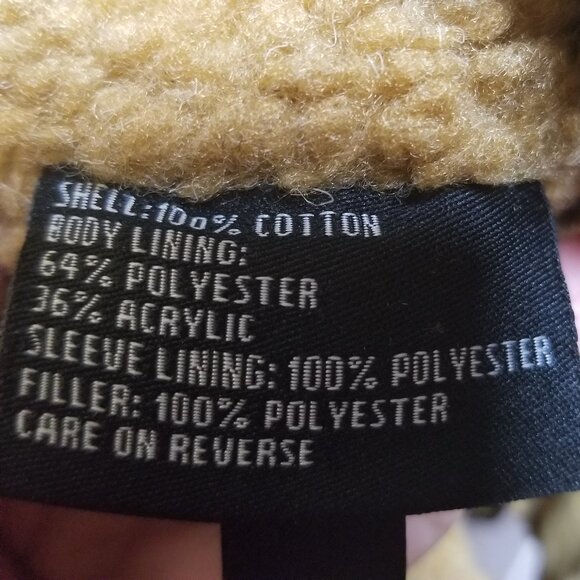 SHELL: 100% COTTON
BODY LINING:
64% POLYESTER
36% ACRYLIC
SLEEVE LINING: 100% POLYESTER
FILLER: 100% POLYESTER
CARE ON REVERSE